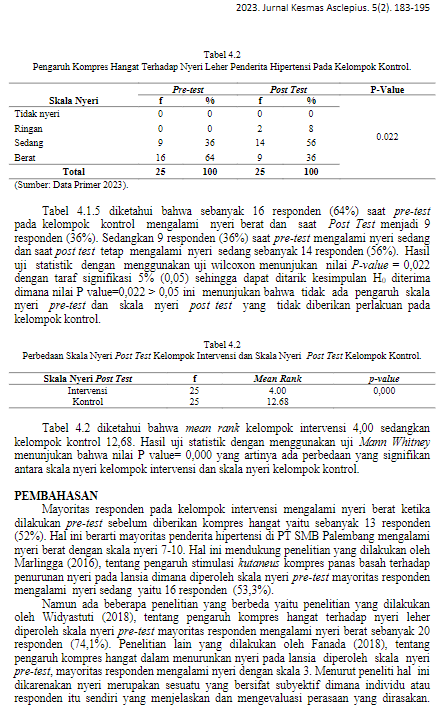 2023. Jurnal Kesmas Asclepius. 5(2). 183-195
Tabel 4.2
Pengaruh Kompres Hangat Terhadap Nyeri Leher Penderita Hipertensi Pada Kelompok Kontrol.
Pre-test Post Test P-Value
Skala Nyeri f % f %
Tidak nyeri 0 0 0 0
Ringan 0 0 2 8
0.022
Sedang 9 36 14 56
Berat 16 64 9 36
Total 25 100 25 100
(Sumber: Data Primer 2023).
Tabel 4.1.5 diketahui bahwa sebanyak 16 responden (64%) saat pre-test
pada kelompok kontrol mengalami nyeri berat dan saat Post Test menjadi 9
responden (36%). Sedangkan 9 responden (36%) saat pre-test mengalami nyeri sedang
dan saat post test tetap mengalami nyeri sedang sebanyak 14 responden (56%). Hasil
uji statistik dengan menggunakan uji wilcoxon menunjukan nilai P-value = 0,022
dengan taraf signifikasi 5% (0,05) sehingga dapat ditarik kesimpulan H₀ diterima
dimana nilai P value=0,022 > 0,05 ini menunjukan bahwa tidak ada pengaruh skala
nyeri pre-test dan skala nyeri post test yang tidak diberikan perlakuan pada
kelompok kontrol.
Tabel 4.2
Perbedaan Skala Nyeri Post Test Kelompok Intervensi dan Skala Nyeri Post Test Kelompok Kontrol.
Skala Nyeri Post Test f Mean Rank p-value
Intervensi 25 4.00 0,000
Kontrol 25 12.68
Tabel 4.2 diketahui bahwa mean rank kelompok intervensi 4,00 sedangkan
kelompok kontrol 12,68. Hasil uji statistik dengan menggunakan uji Mann Whitney
menunjukan bahwa nilai P value= 0,000 yang artinya ada perbedaan yang signifikan
antara skala nyeri kelompok intervensi dan skala nyeri kelompok kontrol.
PEMBAHASAN
Mayoritas responden pada kelompok intervensi mengalami nyeri berat ketika
dilakukan pre-test sebelum diberikan kompres hangat yaitu sebanyak 13 responden
(52%). Hal ini berarti mayoritas penderita hipertensi di PT SMB Palembang mengalami
nyeri berat dengan skala nyeri 7-10. Hal ini mendukung penelitian yang dilakukan oleh
Marlingga (2016), tentang pengaruh stimulasi kutaneus kompres panas basah terhadap
penurunan nyeri pada lansia dimana diperoleh skala nyeri pre-test mayoritas responden
mengalami nyeri sedang yaitu 16 responden (53,3%).
Namun ada beberapa penelitian yang berbeda yaitu penelitian yang dilakukan
oleh Widyastuti (2018), tentang pengaruh kompres hangat terhadap nyeri leher
diperoleh skala nyeri pre-test mayoritas responden mengalami nyeri berat sebanyak 20
responden (74,1%). Penelitian lain yang dilakukan oleh Fanada (2018), tentang
pengaruh kompres hangat dalam menurunkan nyeri pada lansia diperoleh skala nyeri
pre-test, mayoritas responden mengalami nyeri dengan skala 3. Menurut peneliti hal ini
dikarenakan nyeri merupakan sesuatu yang bersifat subyektif dimana individu atau
responden itu sendiri yang menjelaskan dan mengevaluasi perasaan yang dirasakan.